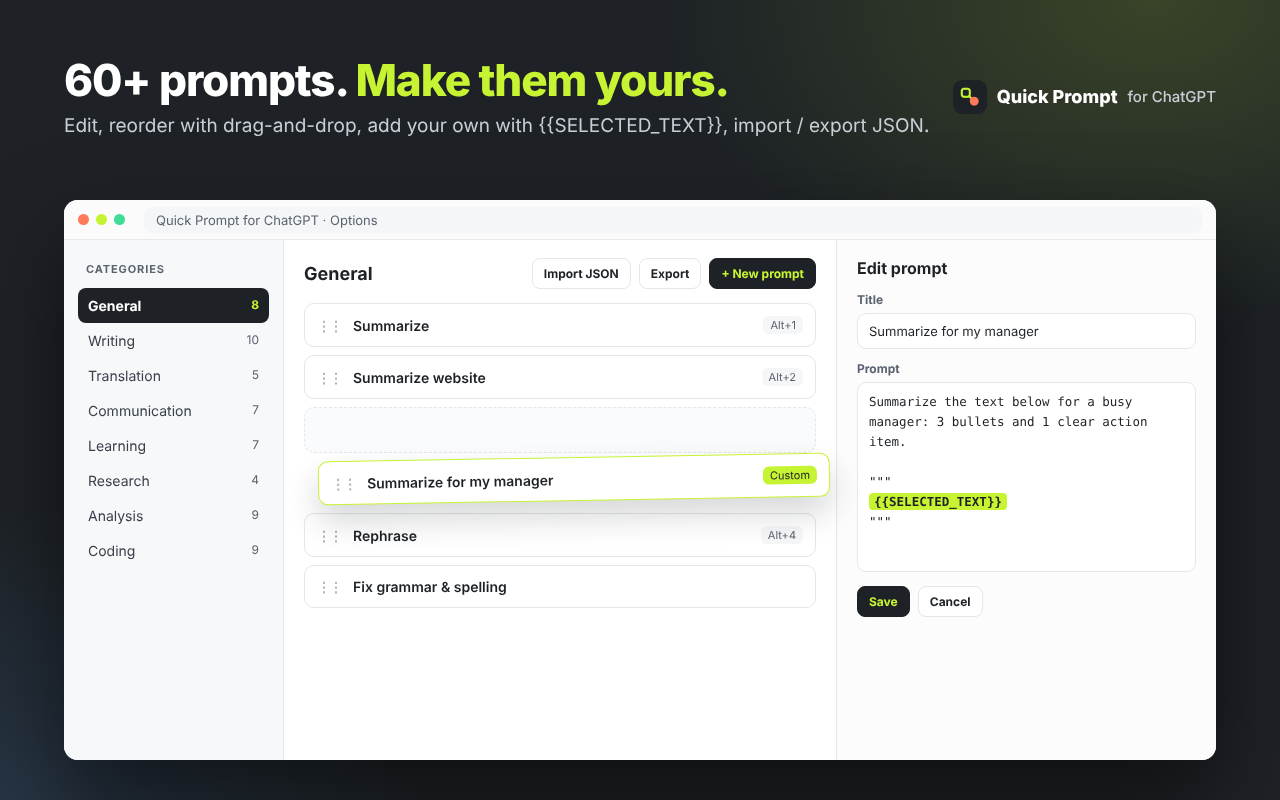 60+ prompts. Make them yours.
Edit, reorder with drag-and-drop, add your own with {{SELECTED_TEXT}}, import / export JSON.
Quick Prompt for ChatGPT
Quick Prompt for ChatGPT · Options
CATEGORIES
General 8
Writing 10
Translation 5
Communication 7
Learning 7
Research 4
Analysis 9
Coding 9
General
Import JSON
Export
+ New prompt
Summarize Alt+1
Summarize website Alt+2
Summarize for my manager Custom
Rephrase Alt+4
Fix grammar & spelling
Edit prompt
Title
Summarize for my manager
Prompt
Summarize the text below for a busy
manager: 3 bullets and 1 clear action
item.
"""
{{SELECTED_TEXT}}
"""
Save
Cancel